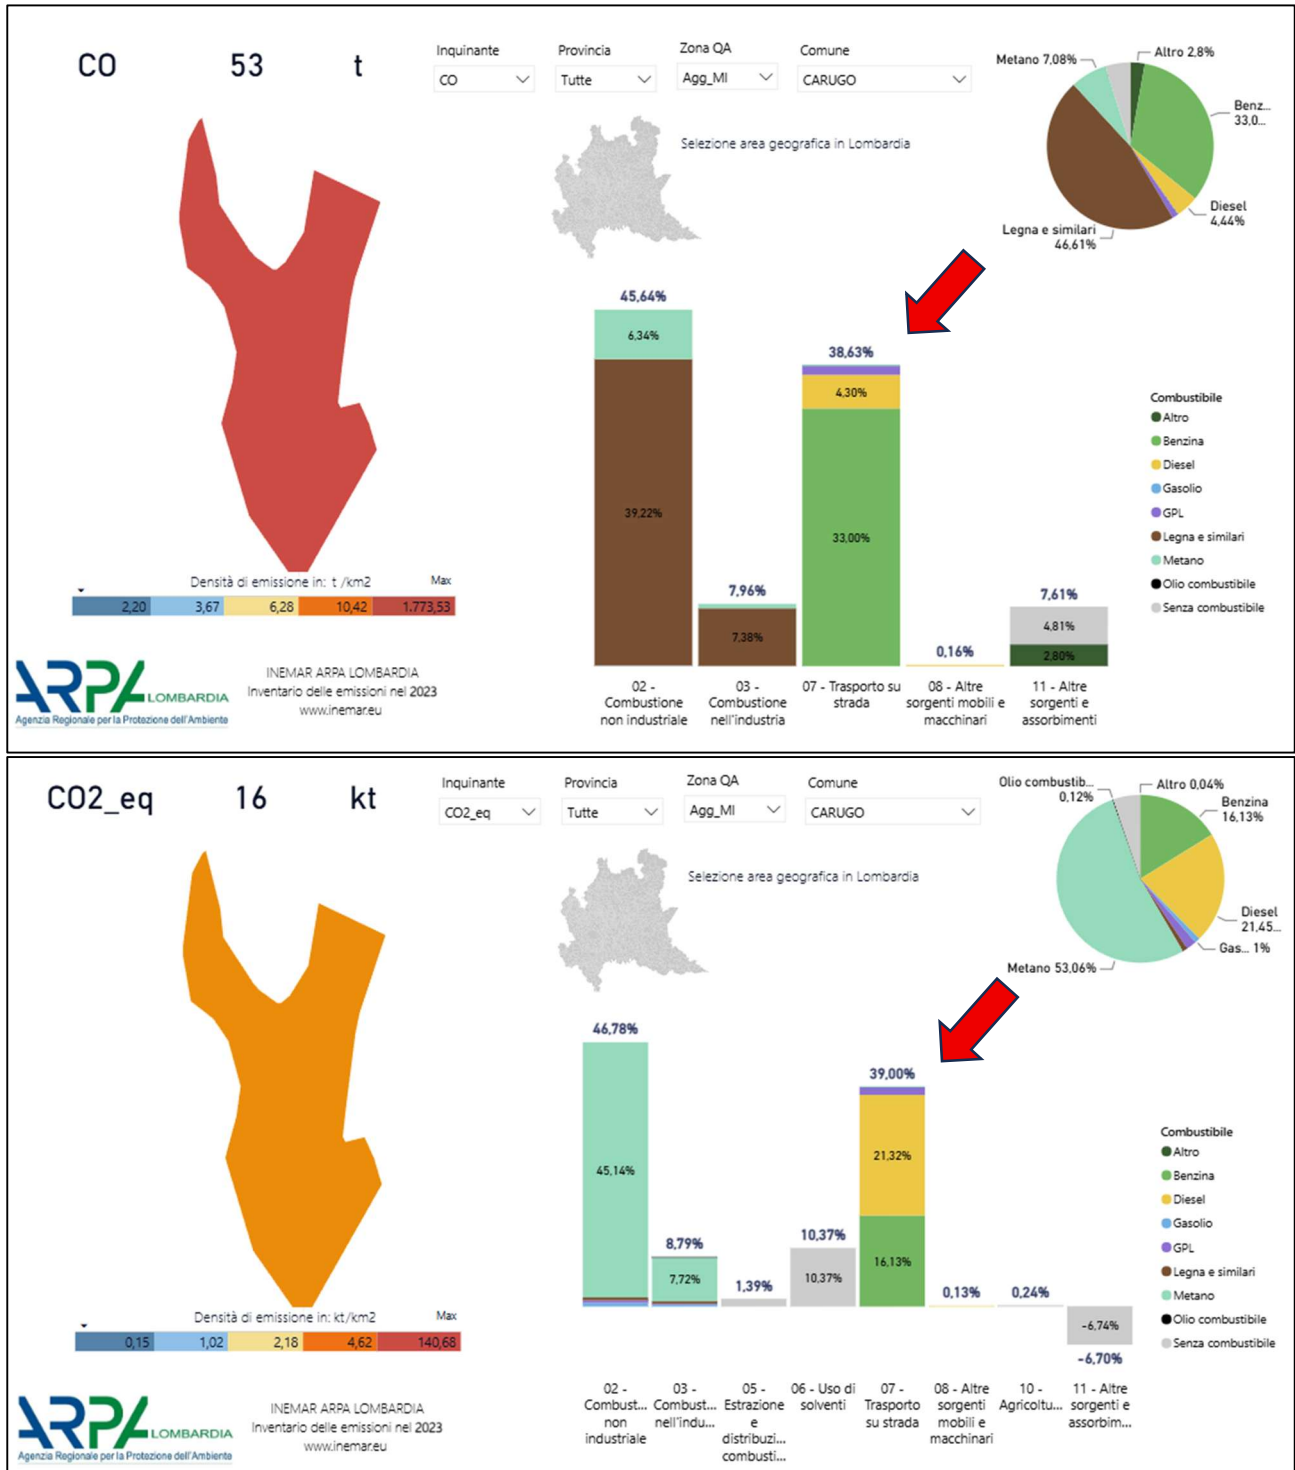 CO 53 t
Inquinante Provincia Zona QA Comune
CO Tutte Agg_MI CARUGO
Selezione area geografica in Lombardia
Metano 7,08%
Altro 2,8%
Benz...
33,0...
Diesel
4,44%
Legna e similari
46,61%
45,64%
6,34%
39,22%
7,96%
7,38%
38,63%
4,30%
33,00%
0,16%
7,61%
4,81%
2,80%
02 -
Combustione
non industriale
03 -
Combustione
nell'industria
07 - Trasporto su
strada
08 - Altre
sorgenti mobili e
macchinari
11 - Altre
sorgenti e
assorbimenti
Combustibile
Altro
Benzina
Diesel
Gasolio
GPL
Legna e similari
Metano
Olio combustibile
Senza combustibile
Densità di emissione in: t /km2 Max
2,20 3,67 6,28 10,42 1.773,53
ARPA LOMBARDIA
Agenzia Regionale per la Protezione dell'Ambiente
INEMAR ARPA LOMBARDIA
Inventario delle emissioni nel 2023
www.inemar.eu
CO2_eq 16 kt
Inquinante Provincia Zona QA Comune
CO2_eq Tutte Agg_MI CARUGO
Selezione area geografica in Lombardia
Olio combustib...
0,12%
Altro 0,04%
Benzina
16,13%
Diesel
21,45...
Gas... 1%
Metano 53,06%
46,78%
45,14%
8,79%
7,72%
1,39%
10,37%
10,37%
39,00%
21,32%
16,13%
0,13%
0,24%
-6,74%
-6,70%
02 -
Combust...
non
industriale
03 -
Combust...
nell'indu...
05 -
Estrazione
e
distribuzi...
combusti...
06 - Uso di
solventi
07 -
Trasporto
su strada
08 - Altre
sorgenti
mobili e
macchinari
10 -
Agricoltu...
11 - Altre
sorgenti e
assorbim...
Combustibile
Altro
Benzina
Diesel
Gasolio
GPL
Legna e similari
Metano
Olio combustibile
Senza combustibile
Densità di emissione in: kt/km2 Max
0,15 1,02 2,18 4,62 140,68
ARPA LOMBARDIA
Agenzia Regionale per la Protezione dell'Ambiente
INEMAR ARPA LOMBARDIA
Inventario delle emissioni nel 2023
www.inemar.eu